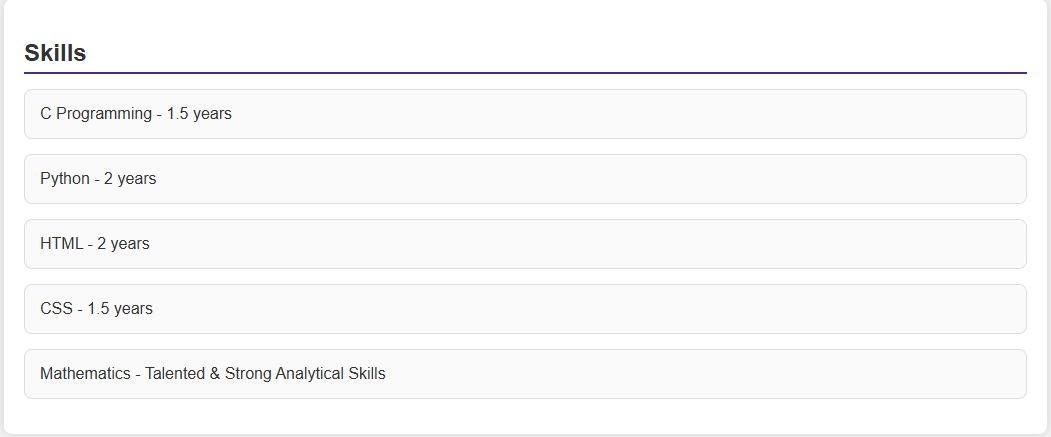 Skills
C Programming - 1.5 years
Python - 2 years
HTML - 2 years
CSS - 1.5 years
Mathematics - Talented & Strong Analytical Skills